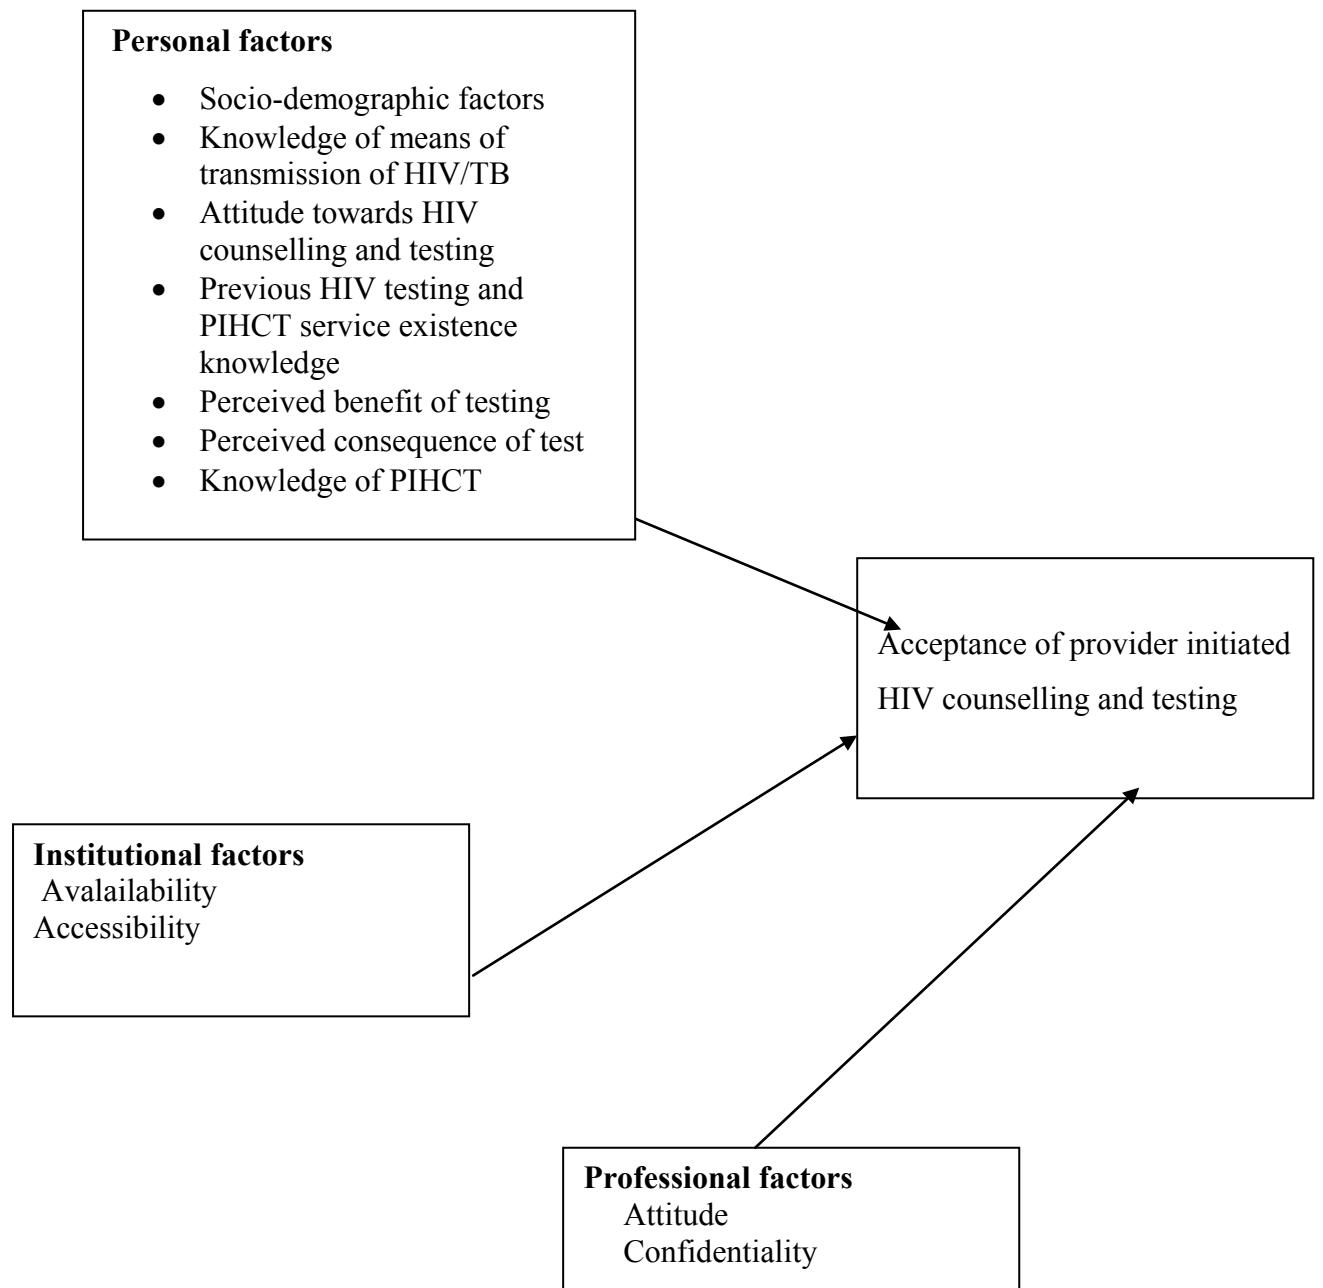 Personal factors
• Socio-demographic factors
• Knowledge of means of
transmission of HIV/TB
• Attitude towards HIV
counselling and testing
• Previous HIV testing and
PIHCT service existence
knowledge
• Perceived benefit of testing
• Perceived consequence of test
• Knowledge of PIHCT
Acceptance of provider initiated
HIV counselling and testing
Institutional factors
Avalailability
Accessibility
Professional factors
Attitude
Confidentiality